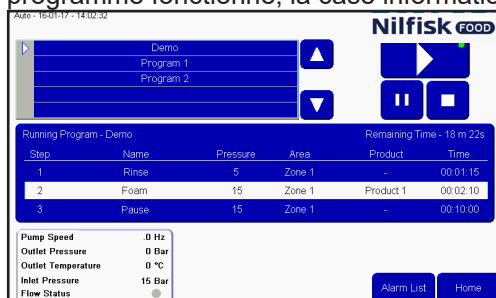 programme fonctionne, la case informatio
Auto - 16-01-17 - 14:02:32
Nilfisk FOOD
Demo
Program 1
Program 2
Running Program - Demo Remaining Time - 18 m 22s
Step Name Pressure Area Product Time
1 Rinse 5 Zone 1 - 00:01:15
2 Foam 15 Zone 1 Product 1 00:02:10
3 Pause 15 Zone 1 - 00:10:00
Pump Speed .0 Hz
Outlet Pressure 0 Bar
Outlet Temperature 0 °C
Inlet Pressure 15 Bar
Flow Status
Alarm List Home